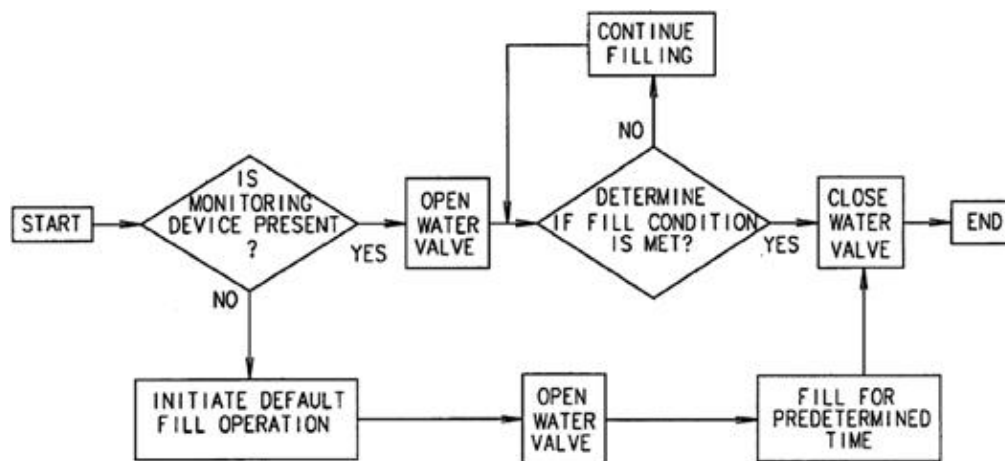 START
IS
MONITORING
DEVICE PRESENT
?
YES
NO
OPEN
WATER
VALVE
CONTINUE
FILLING
NO
DETERMINE
IF FILL CONDITION
IS MET?
YES
CLOSE
WATER
VALVE
END
INITIATE DEFAULT
FILL OPERATION
OPEN
WATER
VALVE
FILL FOR
PREDETERMINED
TIME